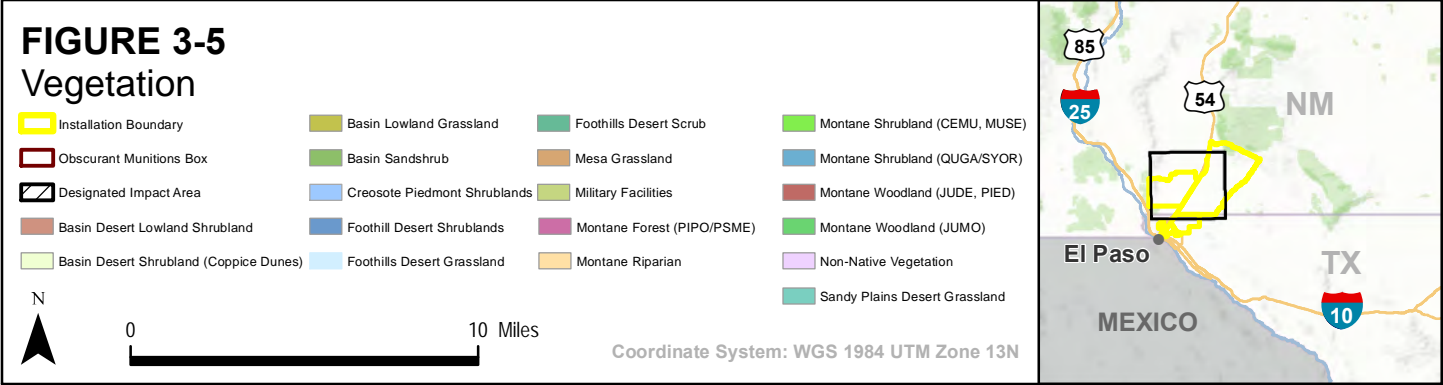 FIGURE 3-5
Vegetation
Installation Boundary
Obscurant Munitions Box
Designated Impact Area
Basin Desert Lowland Shrubland
Basin Desert Shrubland (Coppice Dunes)
Basin Lowland Grassland
Basin Sandshrub
Creosote Piedmont Shrublands
Foothill Desert Shrublands
Foothills Desert Grassland
Foothills Desert Scrub
Mesa Grassland
Military Facilities
Montane Forest (PIPO/PSME)
Montane Riparian
Montane Shrubland (CEMU, MUSE)
Montane Shrubland (QUGA/SYOR)
Montane Woodland (JUDE, PIED)
Montane Woodland (JUMO)
Non-Native Vegetation
Sandy Plains Desert Grassland
N
0 10 Miles
Coordinate System: WGS 1984 UTM Zone 13N
85
54
25
NM
El Paso
TX
10
MEXICO